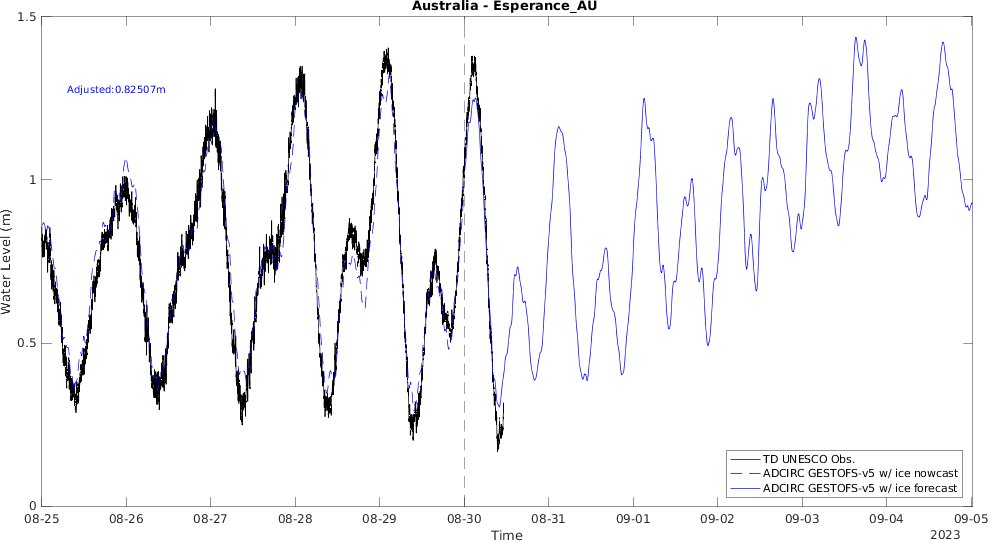 Australia - Esperance_AU
1.5
Adjusted:0.82507m
1
Water Level (m)
0.5
TD UNESCO Obs.
ADCIRC GESTOFS-v5 w/ ice nowcast
ADCIRC GESTOFS-v5 w/ ice forecast
0
08-25 08-26 08-27 08-28 08-29 08-30 08-31 09-01 09-02 09-03 09-04 09-05
Time
2023